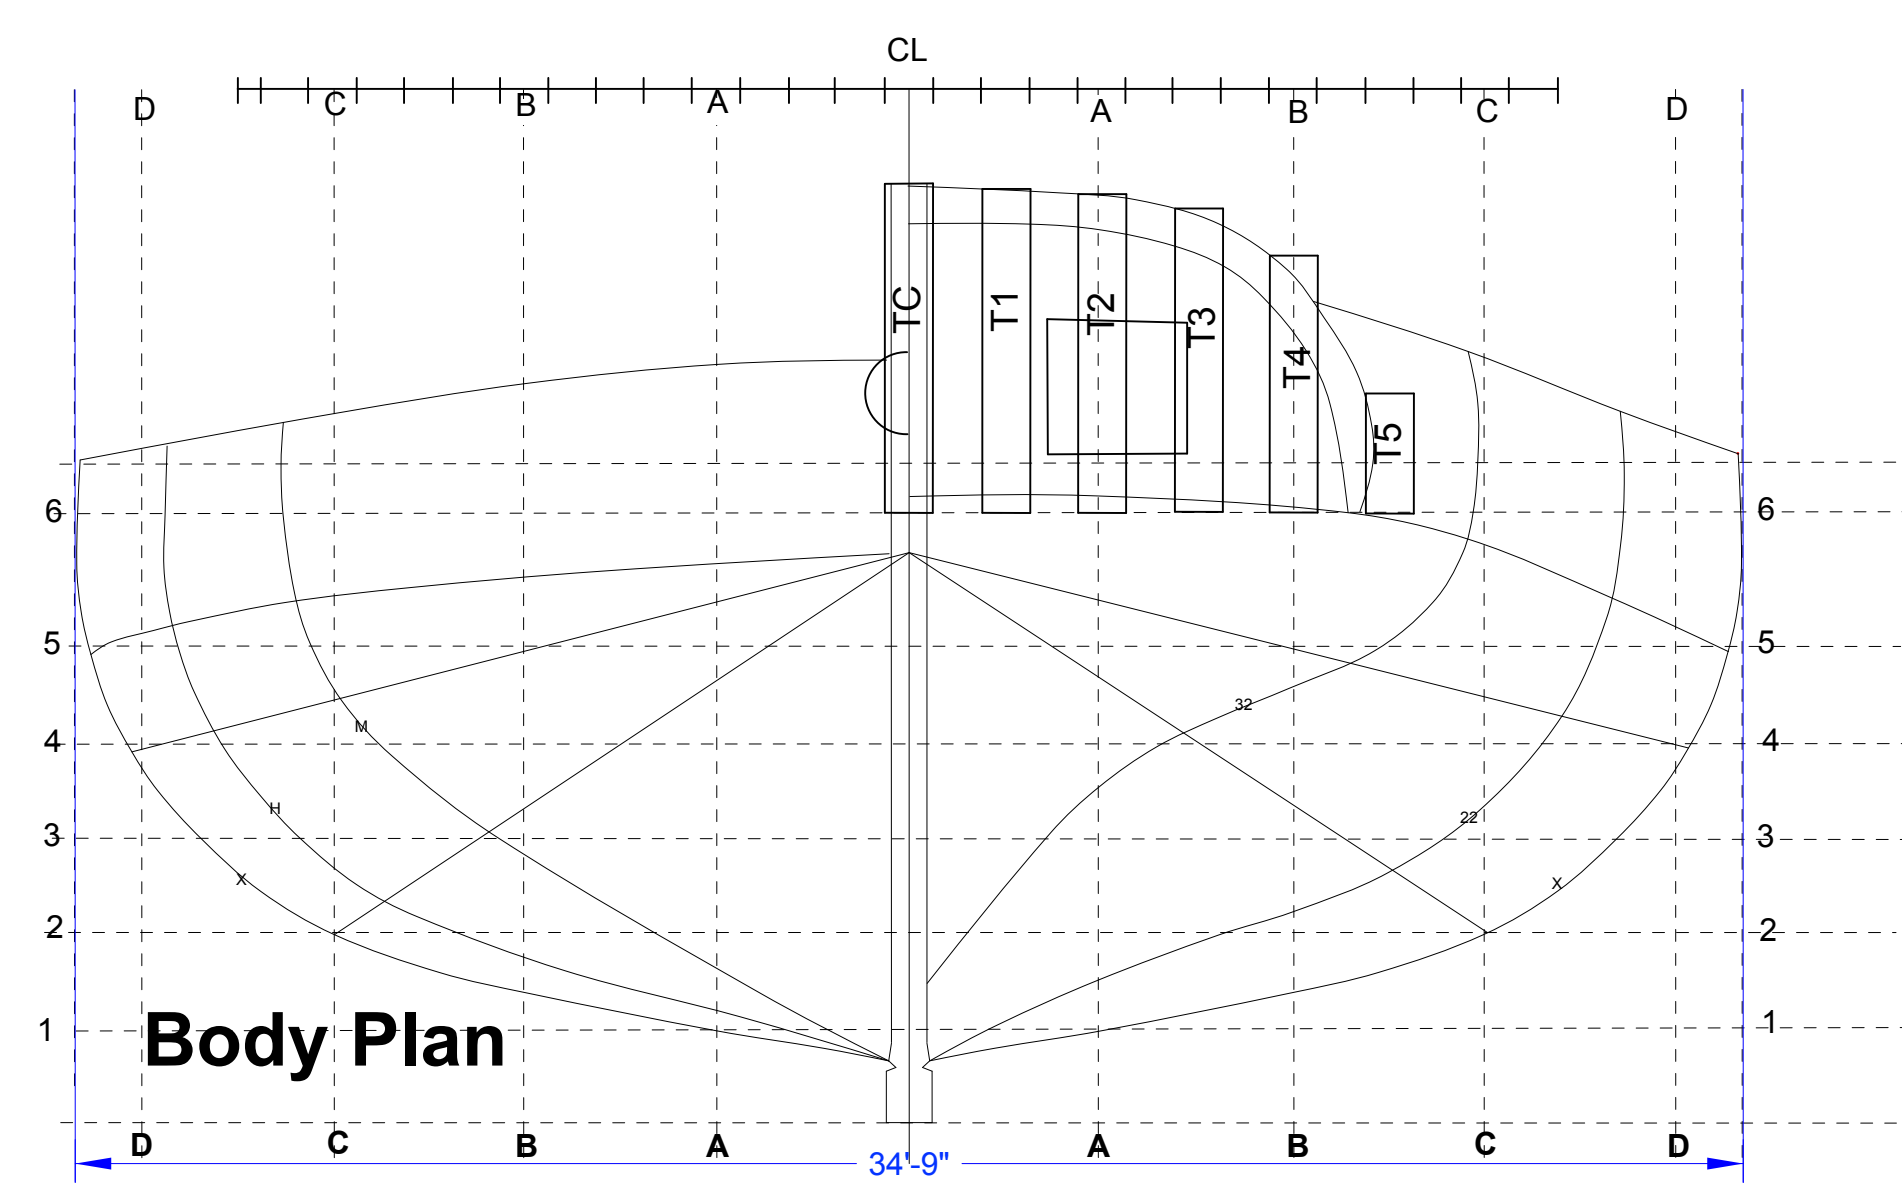 CL
D C B A A B C D
TC T1 T2 T3 T4 T5
6 6
5 5
M 32
4 4
H 22
3 3
X X
2 2
1 1
Body Plan
D C B A A B C D
34'-9"